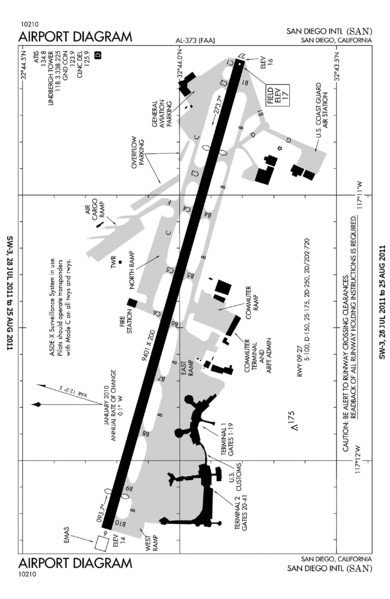 10210
AIRPORT DIAGRAM
AL-373 (FAA)
SAN DIEGO INTL (SAN)
SAN DIEGO, CALIFORNIA
ATIS
134.8
LINDBERGH TOWER
118.3 338.225
GND CON
123.9
CLNC DEL
125.9
D
32°44.5'N
32°44.0'N
32°43.5'N
ELEV
16
FIELD
ELEV
17
27
C1
B1
273.7°
GENERAL
AVIATION
PARKING
OVERFLOW
PARKING
U.S. COAST GUARD
AIR STATION
117°11'W
AIR
CARGO
RAMP
TWR
NORTH RAMP
FIRE
STATION
9401 X 200
COMMUTER
RAMP
COMMUTER
TERMINAL
AND
ARPT ADMIN
EAST
RAMP
RWY 09-27
S-100, D-150, 2S-175, 2D-250, 2D/2D2 720
CAUTION: BE ALERT TO RUNWAY CROSSING CLEARANCES.
READBACK OF ALL RUNWAY HOLDING INSTRUCTIONS IS REQUIRED.
ASDE-X Surveillance System in use.
Pilots should operate transponders
with Mode C on all twys and rwys.
JANUARY 2010
ANNUAL RATE OF CHANGE
0.1° W
TERMINAL 1
GATES 1-19
175
U.S.
CUSTOMS
TERMINAL 2
GATES 20-41
117°12'W
093.7°
B9
B10
9
EMAS
ELEV
14
WEST
RAMP
SW-3, 28 JUL 2011 to 25 AUG 2011
SW-3, 28 JUL 2011 to 25 AUG 2011
AIRPORT DIAGRAM
10210
SAN DIEGO, CALIFORNIA
SAN DIEGO INTL (SAN)